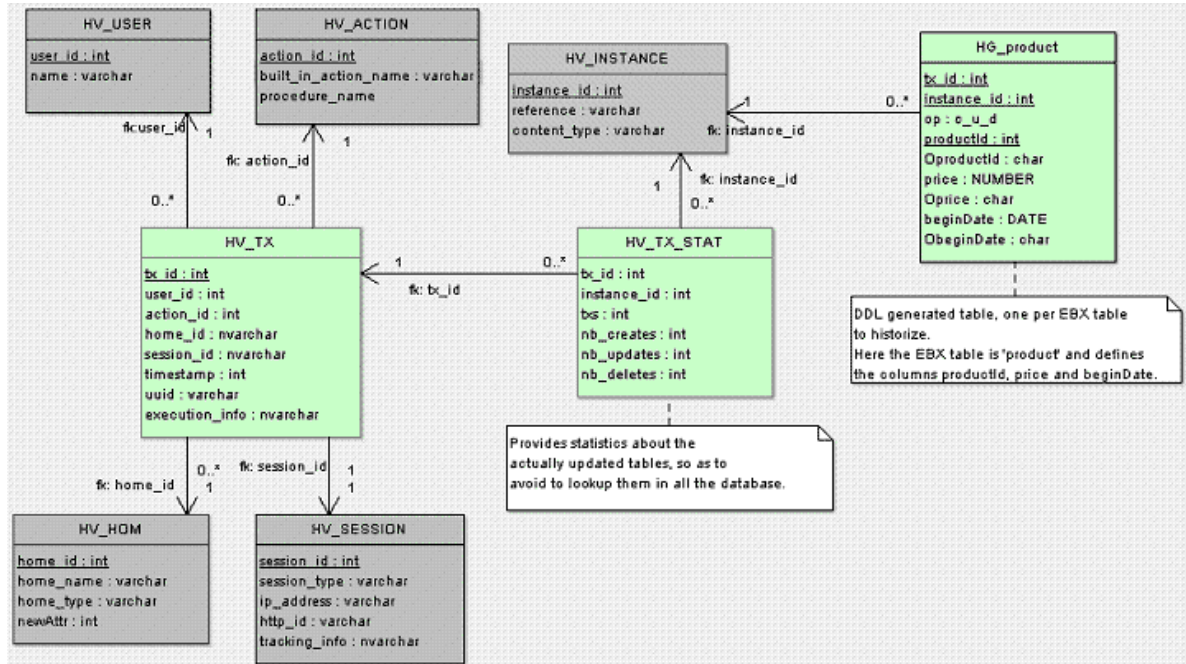 HV_USER
user_id : int
name : varchar
HV_ACTION
action_id : int
built_in_action_name : varchar
procedure_name
HV_INSTANCE
instance_id : int
reference : varchar
content_type : varchar
HG_product
tx_id : int
instance_id : int
op : c_u_d
productId : int
OproductId : char
price : NUMBER
Oprice : char
beginDate : DATE
ObeginDate : char
1
0..*
fk: instance_id
fk:user_id
1
0..*
1
fk: action_id
0..*
1
fk: instance_id
0..*
HV_TX
tx_id : int
user_id : int
action_id : int
home_id : nvarchar
session_id : nvarchar
timestamp : int
uuid : varchar
execution_info : nvarchar
1
0..*
fk: tx_id
HV_TX_STAT
tx_id : int
instance_id : int
txs : int
nb_creates : int
nb_updates : int
nb_deletes : int
DDL generated table, one per EBX table
to historize.
Here the EBX table is 'product' and defines
the columns productId, price and beginDate.
Provides statistics about the
actually updated tables, so as to
avoid to lookup them in all the database.
0..*
fk: home_id
1
fk: session_id
1
1
HV_HOM
home_id : int
home_name : varchar
home_type : varchar
newAttr : int
HV_SESSION
session_id : int
session_type : varchar
ip_address : varchar
http_id : varchar
tracking_info : nvarchar